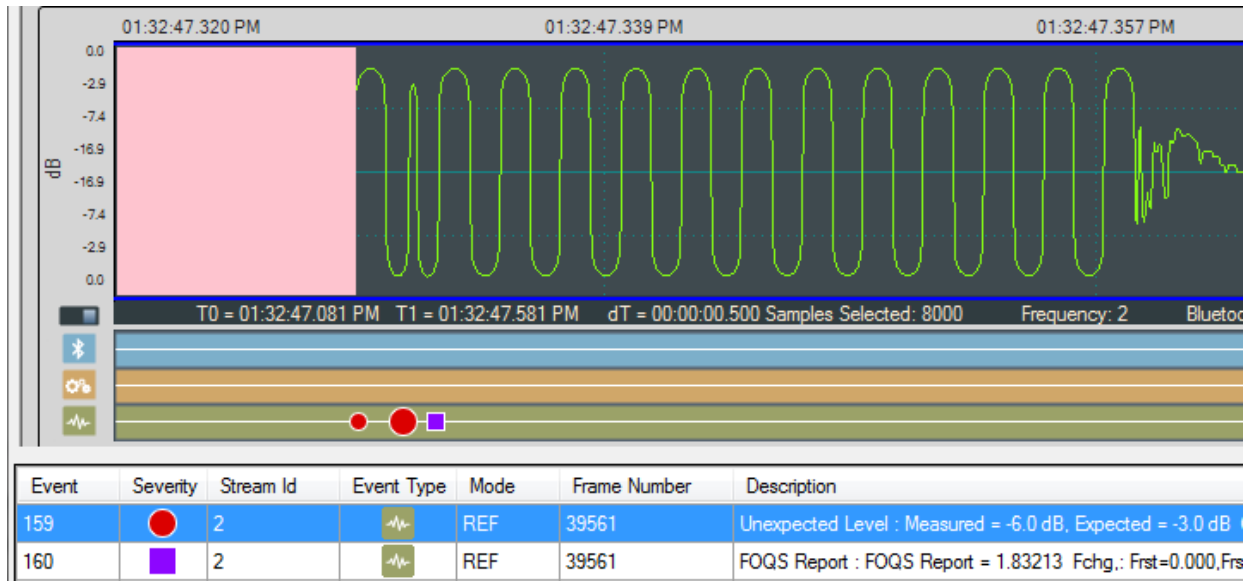 01:32:47.320 PM 01:32:47.339 PM 01:32:47.357 PM
0.0
-2.9
-7.4
-16.9
dB
-16.9
-7.4
-2.9
0.0
T0 = 01:32:47.081 PM T1 = 01:32:47.581 PM dT = 00:00:00.500 Samples Selected: 8000 Frequency: 2 Bluetoo
Event Severity Stream Id Event Type Mode Frame Number Description
159 2 REF 39561 Unexpected Level : Measured = -6.0 dB, Expected = -3.0 dB
160 2 REF 39561 FOQS Report : FOQS Report = 1.83213 Fchg,: Frst=0.000,Frs